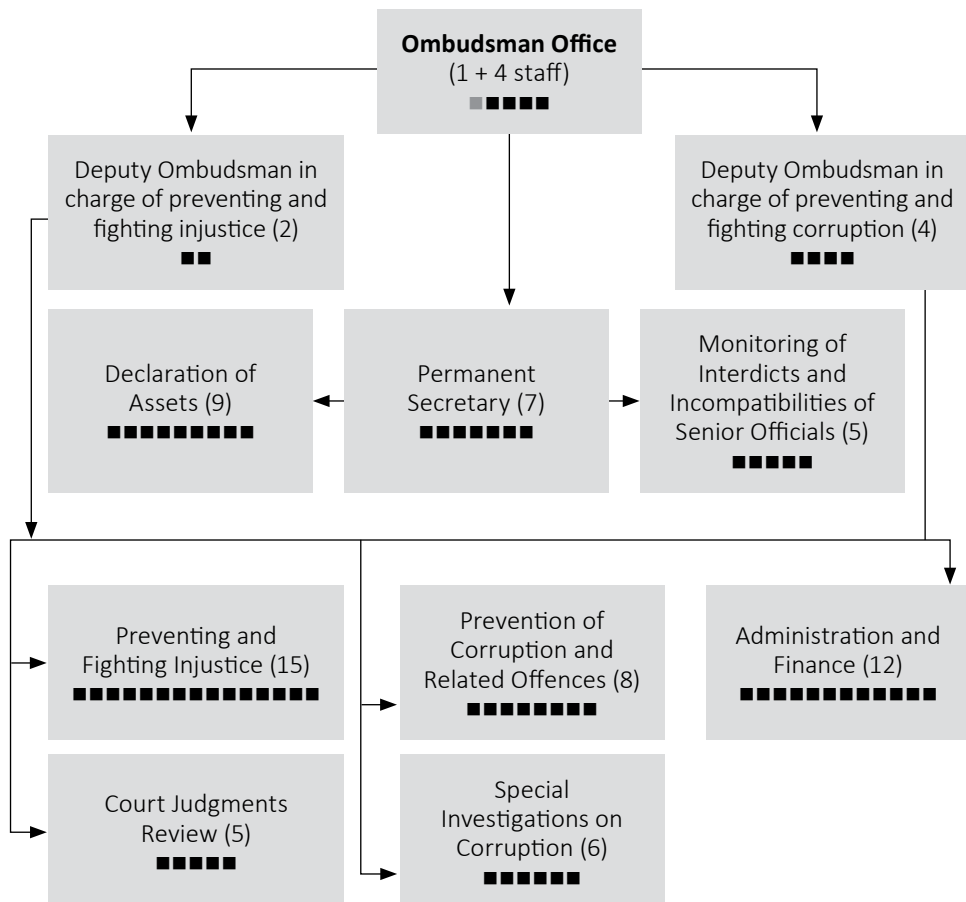 Ombudsman Office
(1 + 4 staff)
Deputy Ombudsman in
charge of preventing and
fighting injustice (2)
Deputy Ombudsman in
charge of preventing and
fighting corruption (4)
Declaration of
Assets (9)
Permanent
Secretary (7)
Monitoring of
Interdicts and
Incompatibilities of
Senior Officials (5)
Preventing and
Fighting Injustice (15)
Prevention of
Corruption and
Related Offences (8)
Administration and
Finance (12)
Court Judgments
Review (5)
Special
Investigations on
Corruption (6)